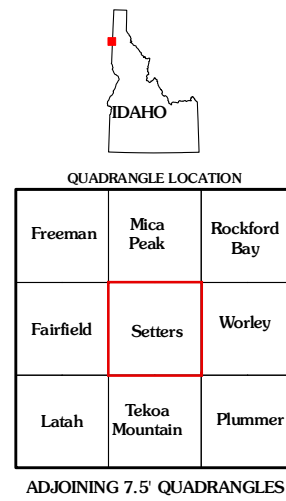 IDAHO
QUADRANGLE LOCATION
Freeman
Mica
Peak
Rockford
Bay
Fairfield
Setters
Worley
Latah
Tekoa
Mountain
Plummer
ADJOINING 7.5' QUADRANGLES